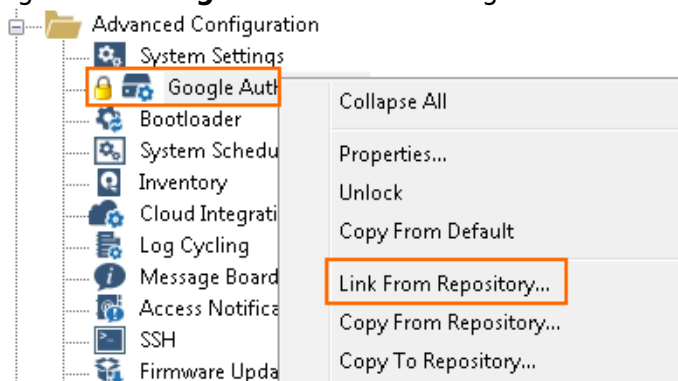 Advanced Configuration
System Settings
Google Auth
Bootloader
System Schedu
Inventory
Cloud Integrati
Log Cycling
Message Board
Access Notifica
SSH
Firmware Upda
Collapse All
Properties...
Unlock
Copy From Default
Link From Repository...
Copy From Repository...
Copy To Repository...